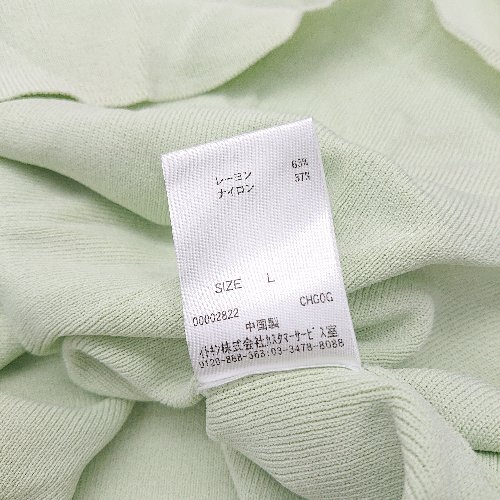 レーヨン 63%
ナイロン 37%
SIZE L
00002822 CHG0G
中国製
イトキン株式会社カスタマーサービス室
0120-868-363:03-3478-8088